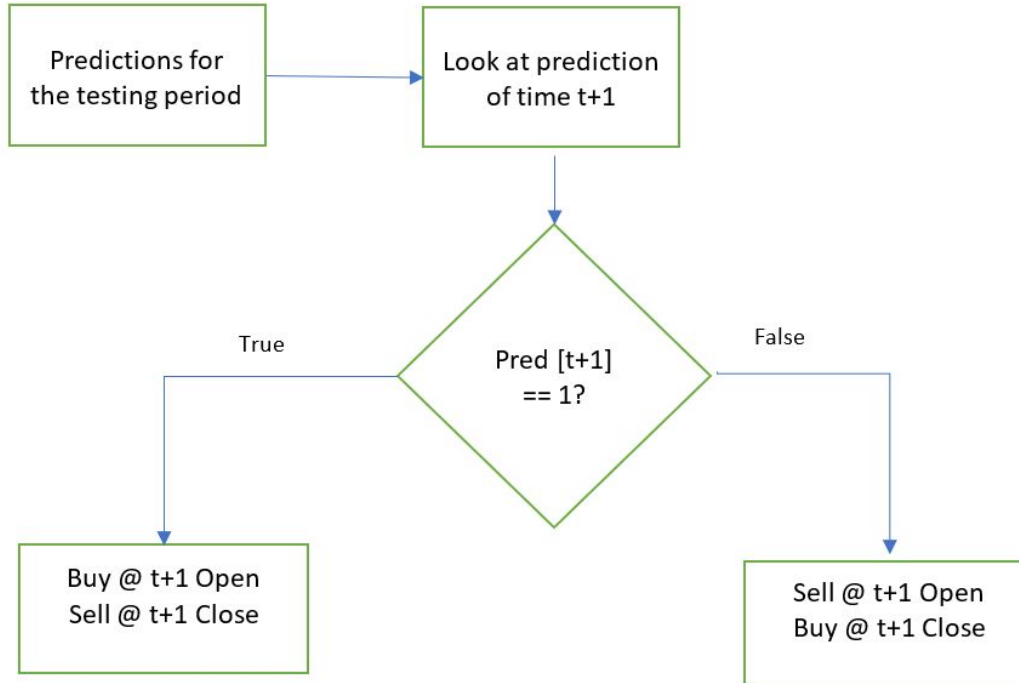 Predictions for
the testing period
Look at prediction
of time t+1
True
False
Pred [t+1]
== 1?
Buy @ t+1 Open
Sell @ t+1 Close
Sell @ t+1 Open
Buy @ t+1 Close